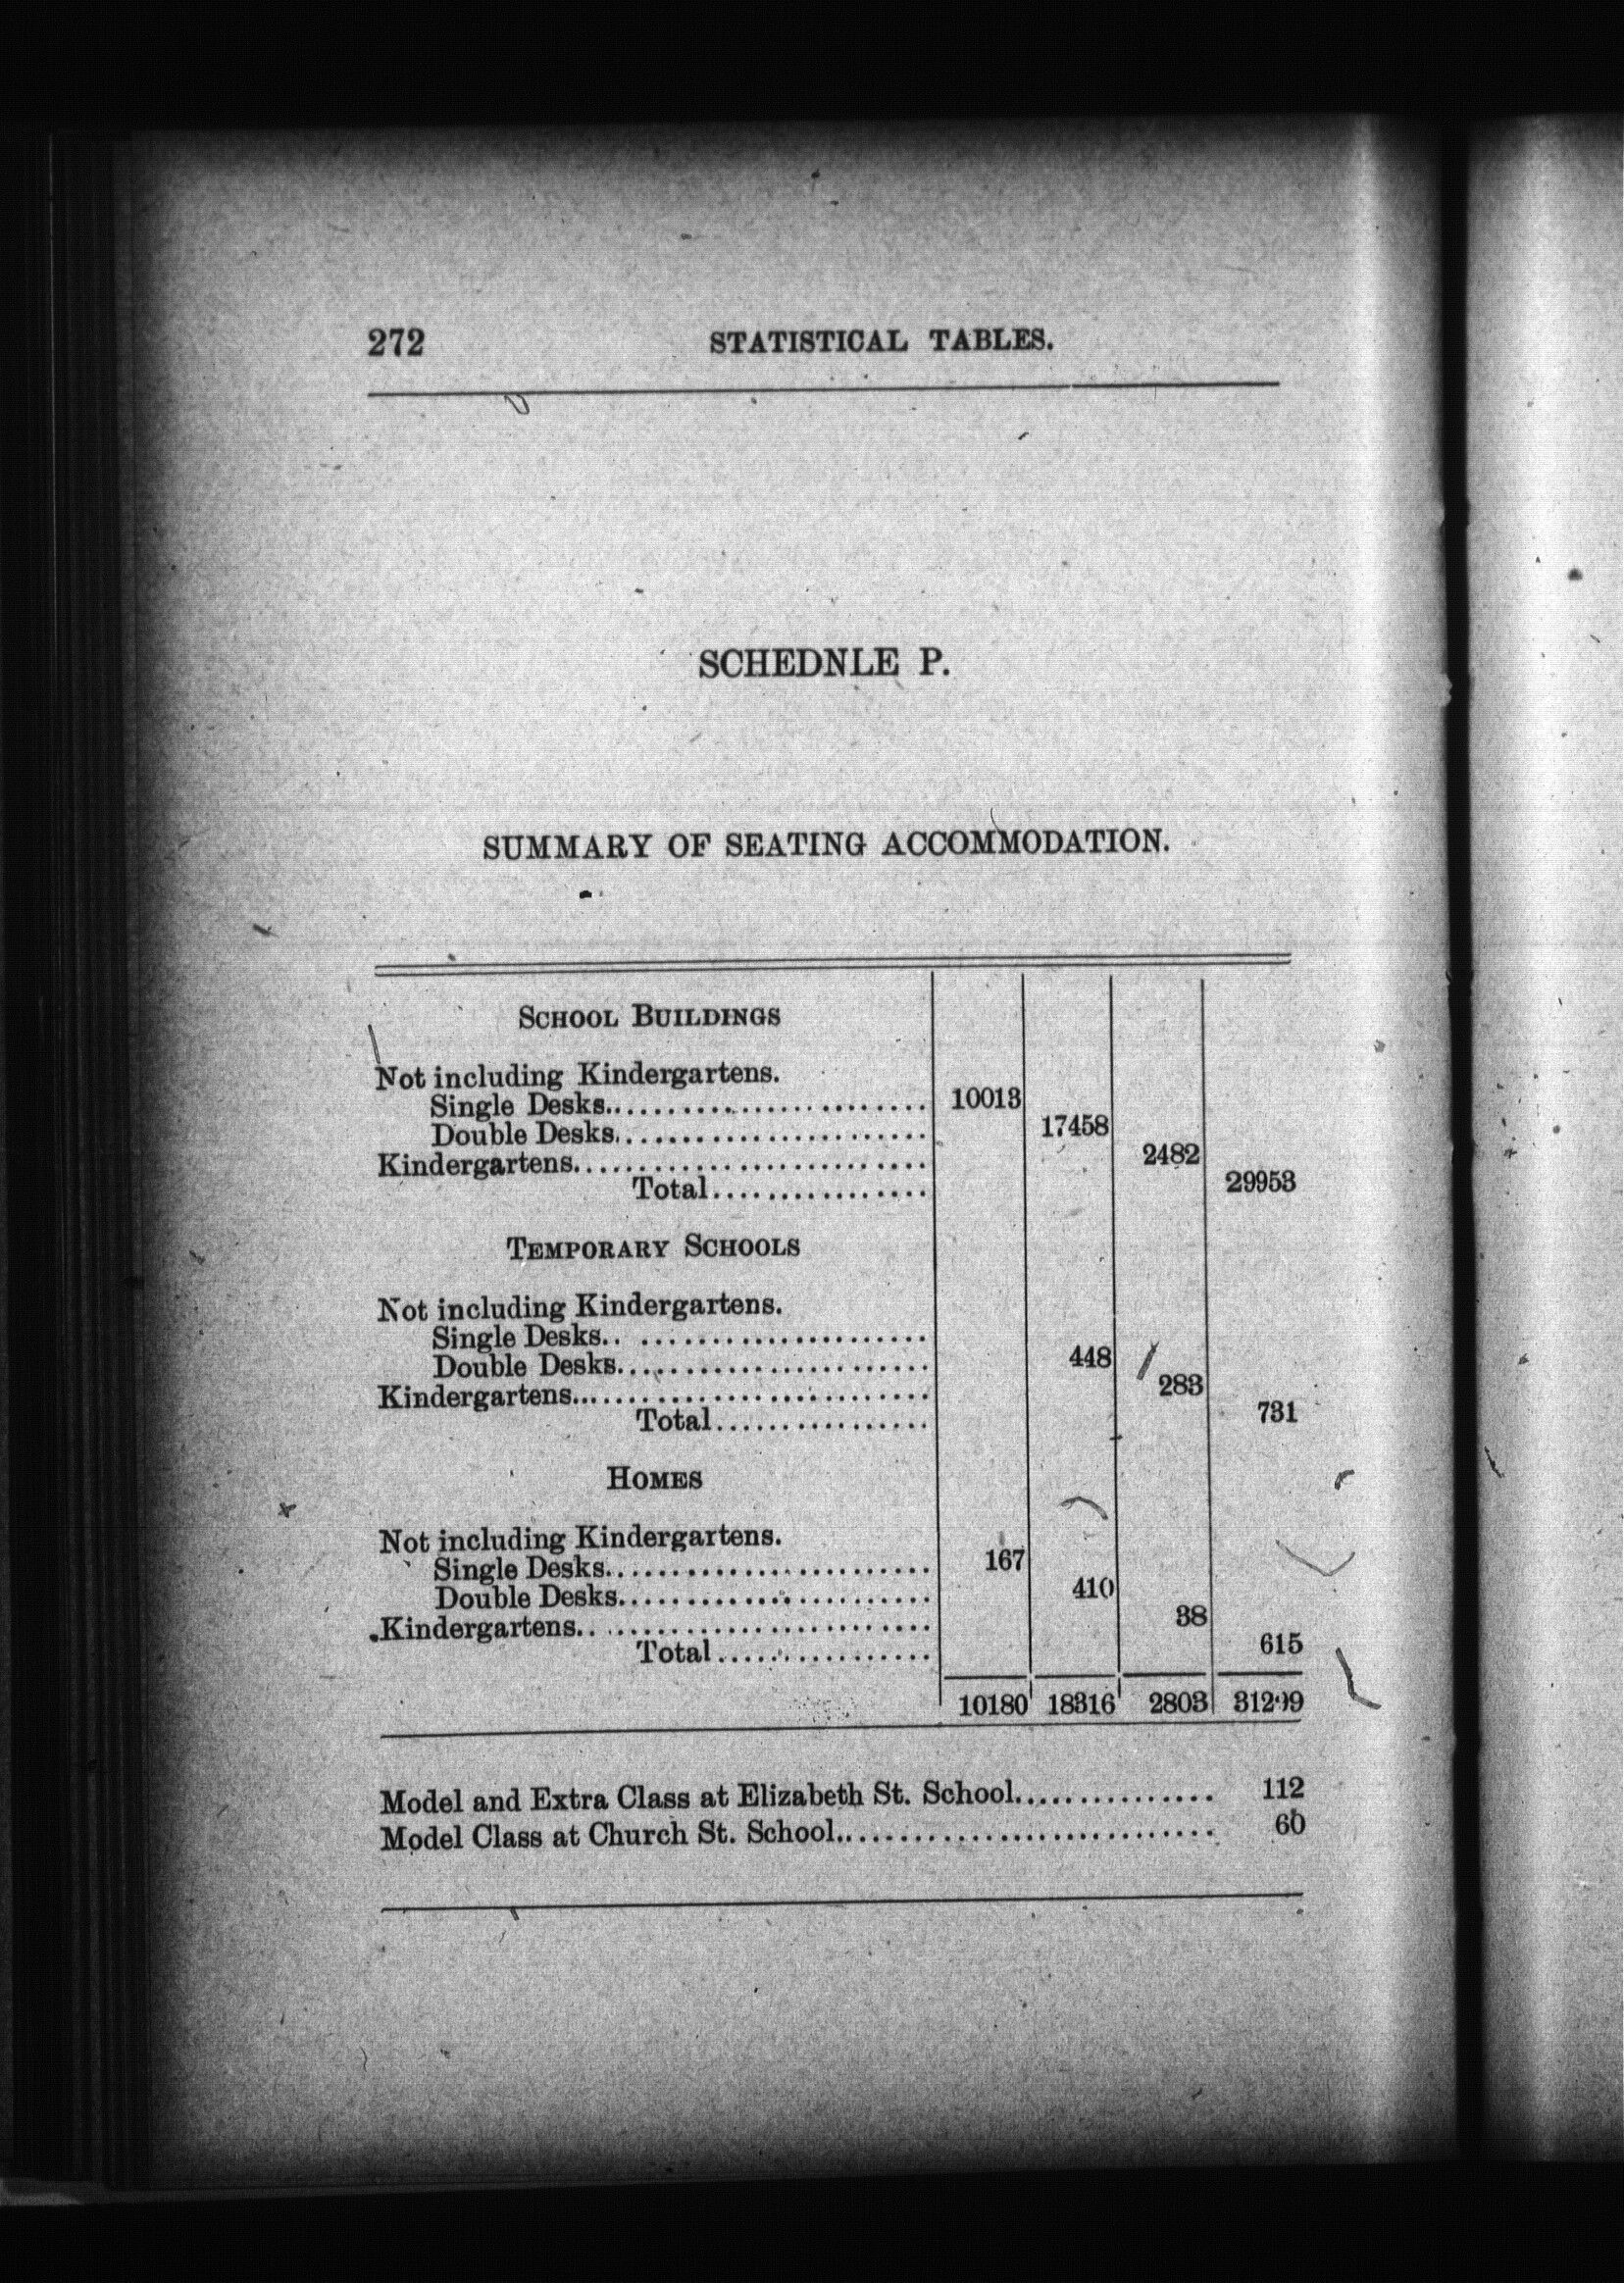 272 STATISTICAL TABLES.
SCHEDNLE P.
SUMMARY OF SEATING ACCOMMODATION.
SCHOOL BUILDINGS
Not including Kindergartens.
Single Desks........................ 10013
Double Desks....................... 17458
Kindergartens.......................... 2482
Total................ 29953
TEMPORARY SCHOOLS
Not including Kindergartens.
Single Desks.. .....................
Double Desks....................... 448
Kindergartens.......................... 283
Total................ 731
HOMES
Not including Kindergartens.
Single Desks........................ 167
Double Desks....................... 410
Kindergartens.. ........................ 38
Total................ 615
10180 18316 2803 31299
Model and Extra Class at Elizabeth St. School............... 112
Model Class at Church St. School............................ 60